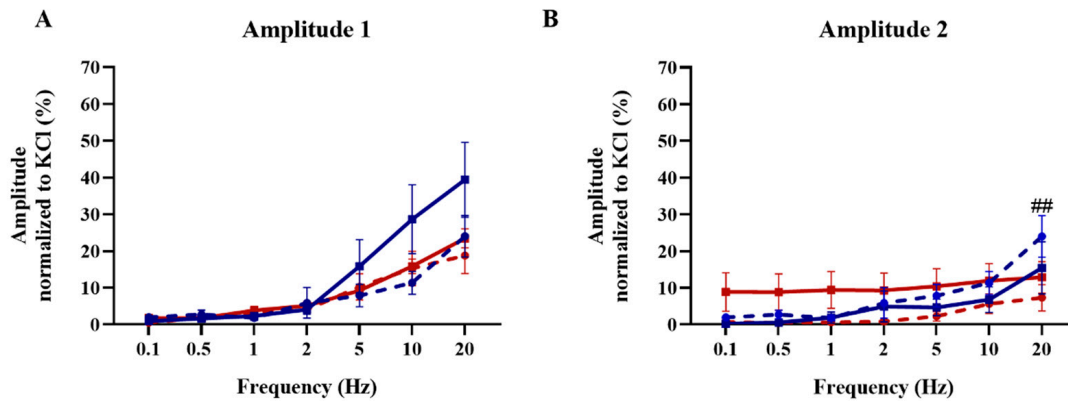 A
Amplitude 1
Amplitude
normalized to KCl (%)
70
60
50
40
30
20
10
0
0.1 0.5 1 2 5 10 20
Frequency (Hz)
B
Amplitude 2
Amplitude
normalized to KCl (%)
70
60
50
40
30
20
10
0
##
0.1 0.5 1 2 5 10 20
Frequency (Hz)